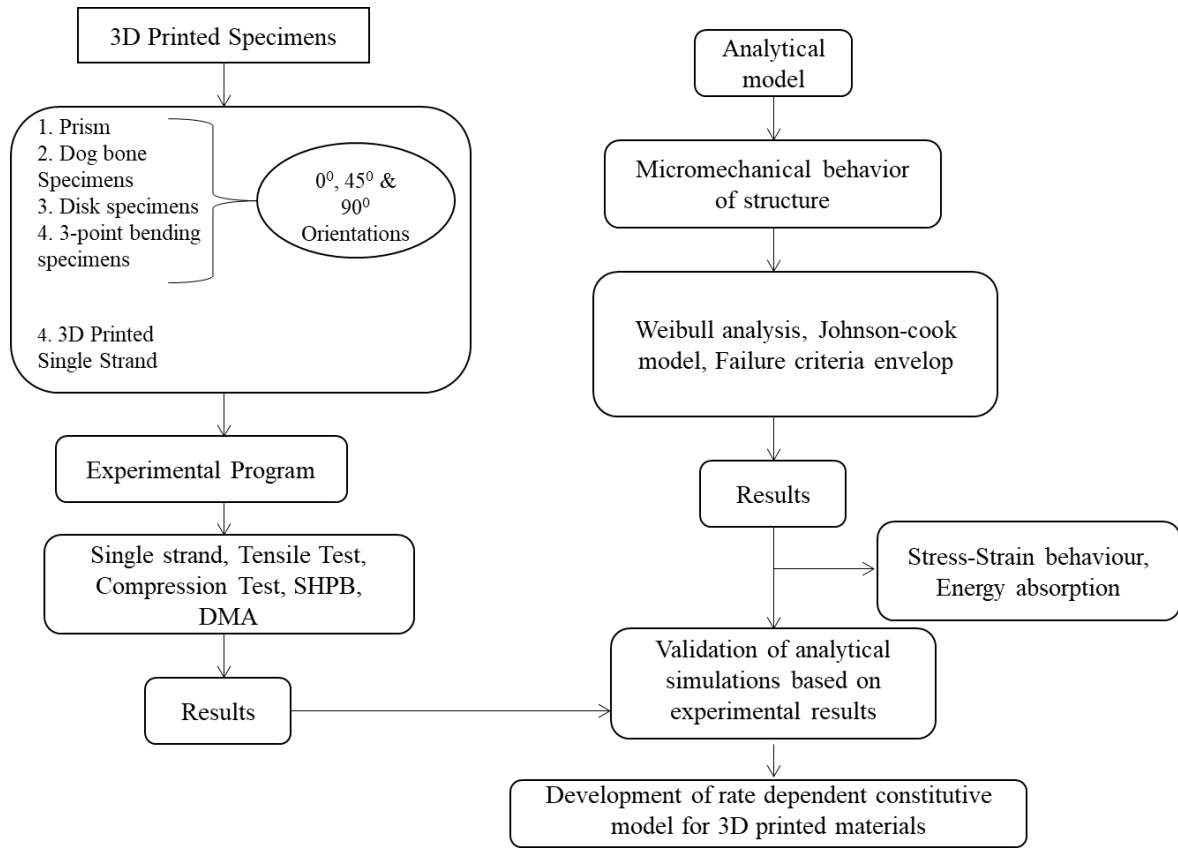 3D Printed Specimens
1. Prism
2. Dog bone
Specimens
3. Disk specimens
4. 3-point bending
specimens
0⁰, 45⁰ &
90⁰
Orientations
4. 3D Printed
Single Strand
Experimental Program
Single strand, Tensile Test,
Compression Test, SHPB,
DMA
Results
Analytical
model
Micromechanical behavior
of structure
Weibull analysis, Johnson-cook
model, Failure criteria envelop
Results
Stress-Strain behaviour,
Energy absorption
Validation of analytical
simulations based on
experimental results
Development of rate dependent constitutive
model for 3D printed materials